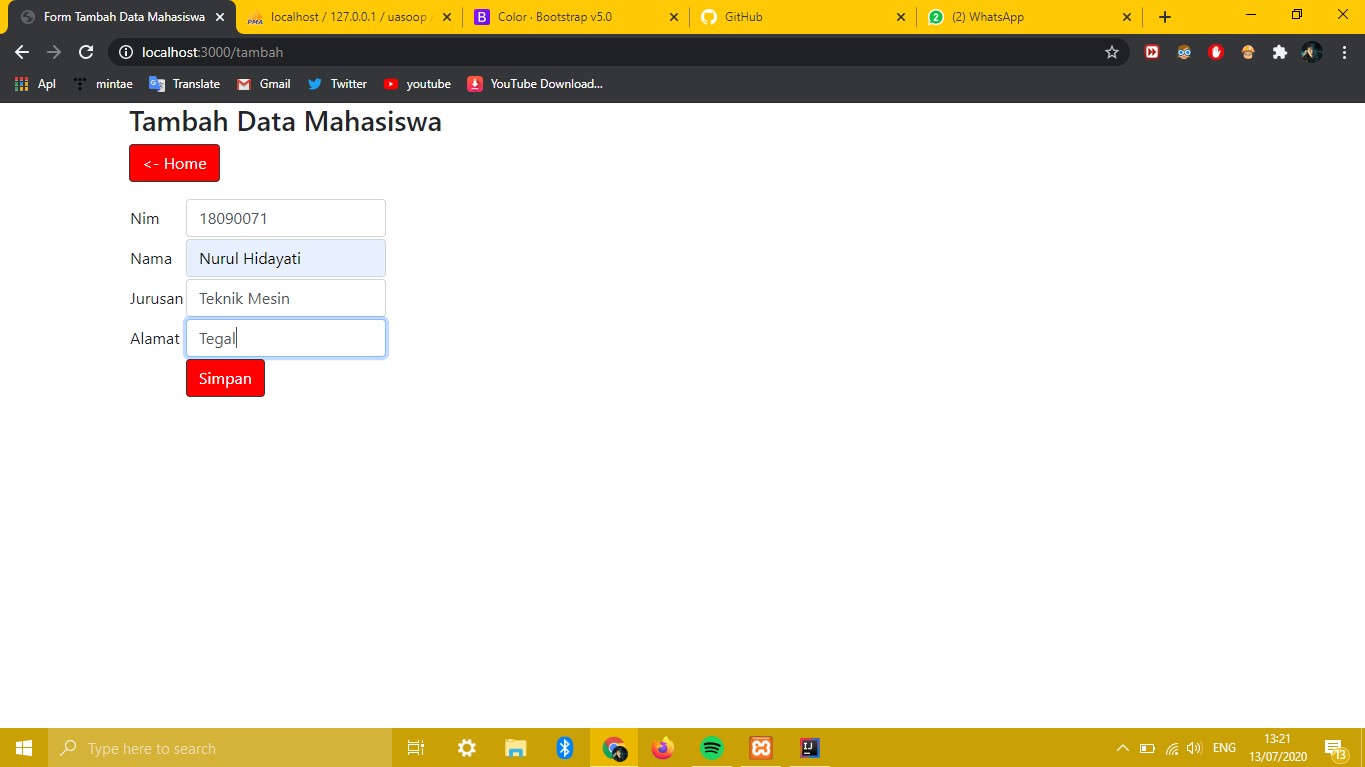 Form Tambah Data Mahasiswa
localhost / 127.0.0.1 / uasoop
Color · Bootstrap v5.0
GitHub
(2) WhatsApp
localhost:3000/tambah
Apl mintae Translate Gmail Twitter youtube YouTube Download...
Tambah Data Mahasiswa
<- Home
Nim 18090071
Nama Nurul Hidayati
Jurusan Teknik Mesin
Alamat Tegal
Simpan
Type here to search
ENG
13:21
13/07/2020
13